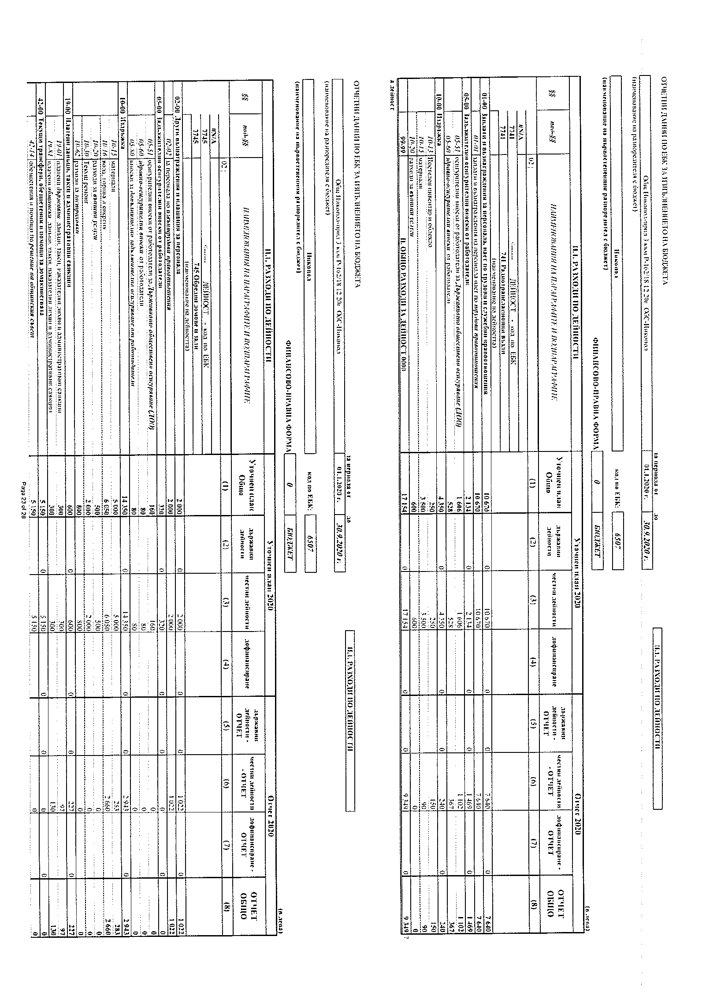 ОТЧЕТНИ ДАННИ ПО ЕБК ЗА ИЗПЪЛНЕНИЕТО НА БЮДЖЕТА
за периода от до
II.1. РАЗХОДИ ПО ДЕЙНОСТИ
Общ Никопол-прил 3 към Р-162/18 12 20г ОбС-Никопол 01.1.2020 г. 30.9.2020 г.
(наименование на разпоредителя с бюджет)
Никопол код по ЕБК: 6507
(наименование на първостепенния разпоредител с бюджет)
ФИНАНСОВО-ПРАВНА ФОРМА 0 БЮДЖЕТ
(в лева)
II.1. РАЗХОДИ ПО ДЕЙНОСТИ Уточнен план 2020 Отчет 2020
§§ под-§§ НАИМЕНОВАНИЯ НА ПАРАГРАФИТЕ И ПОДПАРАГРАФИТЕ Уточнен план Общо държавни дейности местни дейности дофинансиране държавни дейности - ОТЧЕТ местни дейности - ОТЧЕТ дофинансиране - ОТЧЕТ ОТЧЕТ ОБЩО
02 (1) (2) (3) (4) (5) (6) (7) (8)
#N/A
7741 <------ ДЕЙНОСТ - код по ЕБК
7741 741 Радиотранслационни възли
(наименование на дейността)
01-00 Заплати и възнаграждения за персонала, нает по трудови и служебни правоотношения 10 670 0 10 670 0 0 7 640 0 7 640
01-01 заплати и възнаграждения на персонала нает по трудови правоотношения 10 670 10 670 7 640 7 640
05-00 Задължителни осигурителни вноски от работодатели 2 134 0 2 134 0 0 1 469 0 1 469
05-51 осигурителни вноски от работодатели за Държавното обществено осигуряване (ДОО) 1 606 1 606 1 102 1 102
05-60 здравно-осигурителни вноски от работодатели 528 528 367 367
10-00 Издръжка 4 350 0 4 350 0 0 240 0 240
10-13 Постелен инвентар и облекло 250 250 150 150
10-15 материали 3 500 3 500 90 90
10-20 разходи за външни услуги 600 600 0 0
99-99 II. ОБЩО РАЗХОДИ ЗА ДЕЙНОСТ 0000 17 154 0 17 154 0 0 9 349 0 9 349 7
а дейност
ОТЧЕТНИ ДАННИ ПО ЕБК ЗА ИЗПЪЛНЕНИЕТО НА БЮДЖЕТА
за периода от до
II.1. РАЗХОДИ ПО ДЕЙНОСТИ
Общ Никопол-прил 3 към Р-162/18 12 20г ОбС-Никопол 01.1.2020 г. 30.9.2020 г.
(наименование на разпоредителя с бюджет)
Никопол код по ЕБК: 6507
(наименование на първостепенния разпоредител с бюджет)
ФИНАНСОВО-ПРАВНА ФОРМА 0 БЮДЖЕТ
(в лева)
II.1. РАЗХОДИ ПО ДЕЙНОСТИ Уточнен план 2020 Отчет 2020
§§ под-§§ НАИМЕНОВАНИЯ НА ПАРАГРАФИТЕ И ПОДПАРАГРАФИТЕ Уточнен план Общо държавни дейности местни дейности дофинансиране държавни дейности - ОТЧЕТ местни дейности - ОТЧЕТ дофинансиране - ОТЧЕТ ОТЧЕТ ОБЩО
02 (1) (2) (3) (4) (5) (6) (7) (8)
#N/A
7745 <------ ДЕЙНОСТ - код по ЕБК
7745 745 Обредни домове и зали
(наименование на дейността)
02-00 Други възнаграждения и плащания за персонала 2 000 0 2 000 0 0 1 022 0 1 022
02-02 за персонала по извънтрудови правоотношения 2 000 2 000 1 022 1 022
05-00 Задължителни осигурителни вноски от работодатели 320 0 320 0 0 0 0 0
05-51 осигурителни вноски от работодатели за Държавното обществено осигуряване (ДОО) 160 160 0 0
05-60 здравно-осигурителни вноски от работодатели 80 80 0 0
05-80 вноски за допълнително задължително осигуряване от работодатели 80 80 0 0
10-00 Издръжка 14 350 0 14 350 0 0 2 943 0 2 943
10-15 материали 5 000 5 000 283 283
10-16 вода, горива и енергия 6 050 6 050 2 660 2 660
10-20 разходи за външни услуги 500 500 0 0
10-30 Текущ ремонт 2 000 2 000 0 0
10-62 разходи за застраховки 800 800 0 0
19-00 Платени данъци, такси и административни санкции 600 0 600 0 0 227 0 227
19-01 платени държавни данъци, такси, наказателни лихви и административни санкции 300 300 97 97
19-81 платени общински данъци, такси, наказателни лихви и административни санкции 300 300 130 130
42-00 Текущи трансфери, обезщетения и помощи за домакинствата 5 150 0 5 150 0 0 0 0 0
42-14 обезщетения и помощи по решение на общинския съвет 5 150 5 150 0 0
Page 23 of 28